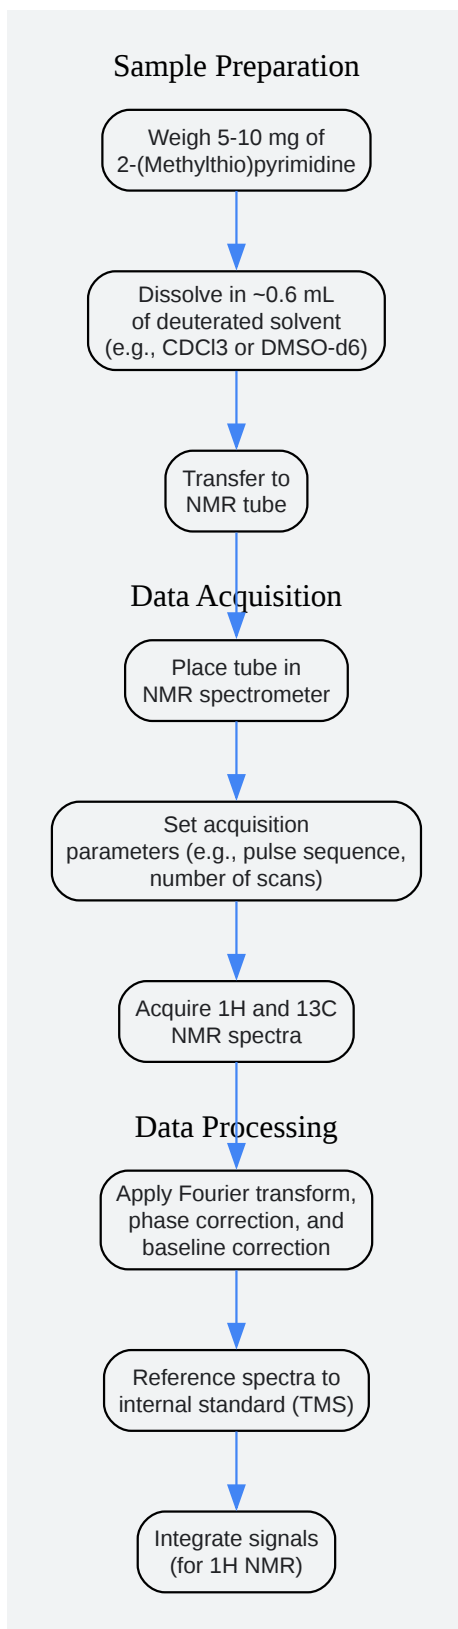 Sample Preparation
Weigh 5-10 mg of
2-(Methylthio)pyrimidine
Dissolve in ~0.6 mL
of deuterated solvent
(e.g., CDCl3 or DMSO-d6)
Transfer to
NMR tube
Data Acquisition
Place tube in
NMR spectrometer
Set acquisition
parameters (e.g., pulse sequence,
number of scans)
Acquire 1H and 13C
NMR spectra
Data Processing
Apply Fourier transform,
phase correction, and
baseline correction
Reference spectra to
internal standard (TMS)
Integrate signals
(for 1H NMR)